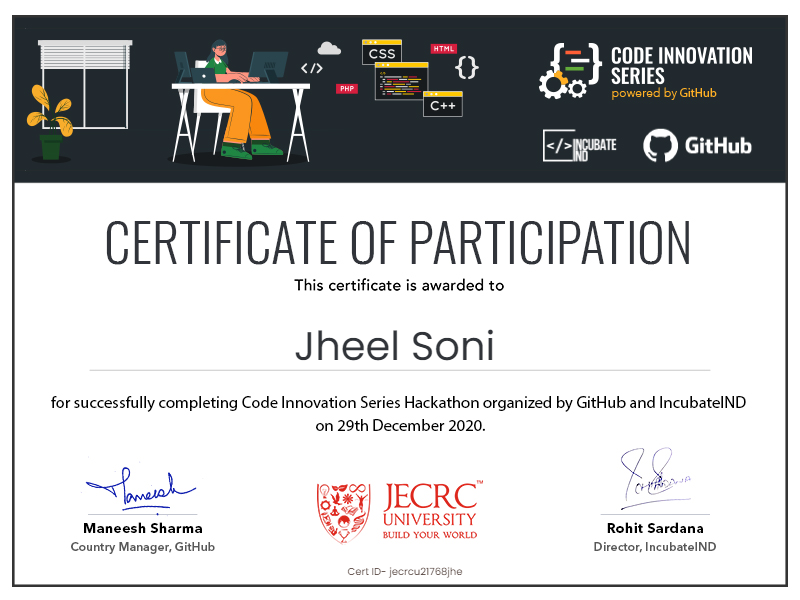 CSS
HTML
</>
{}
PHP
C++
CODE INNOVATION
SERIES
powered by GitHub
</>INCUBATE
IND
GitHub
CERTIFICATE OF PARTICIPATION
This certificate is awarded to
Jheel Soni
for successfully completing Code Innovation Series Hackathon organized by GitHub and IncubateIND
on 29th December 2020.
Maneesh
Maneesh Sharma
Country Manager, GitHub
JECRC™
UNIVERSITY
BUILD YOUR WORLD
Rohit Sardana
Director, IncubateIND
Cert ID- jecrcu21768jhe